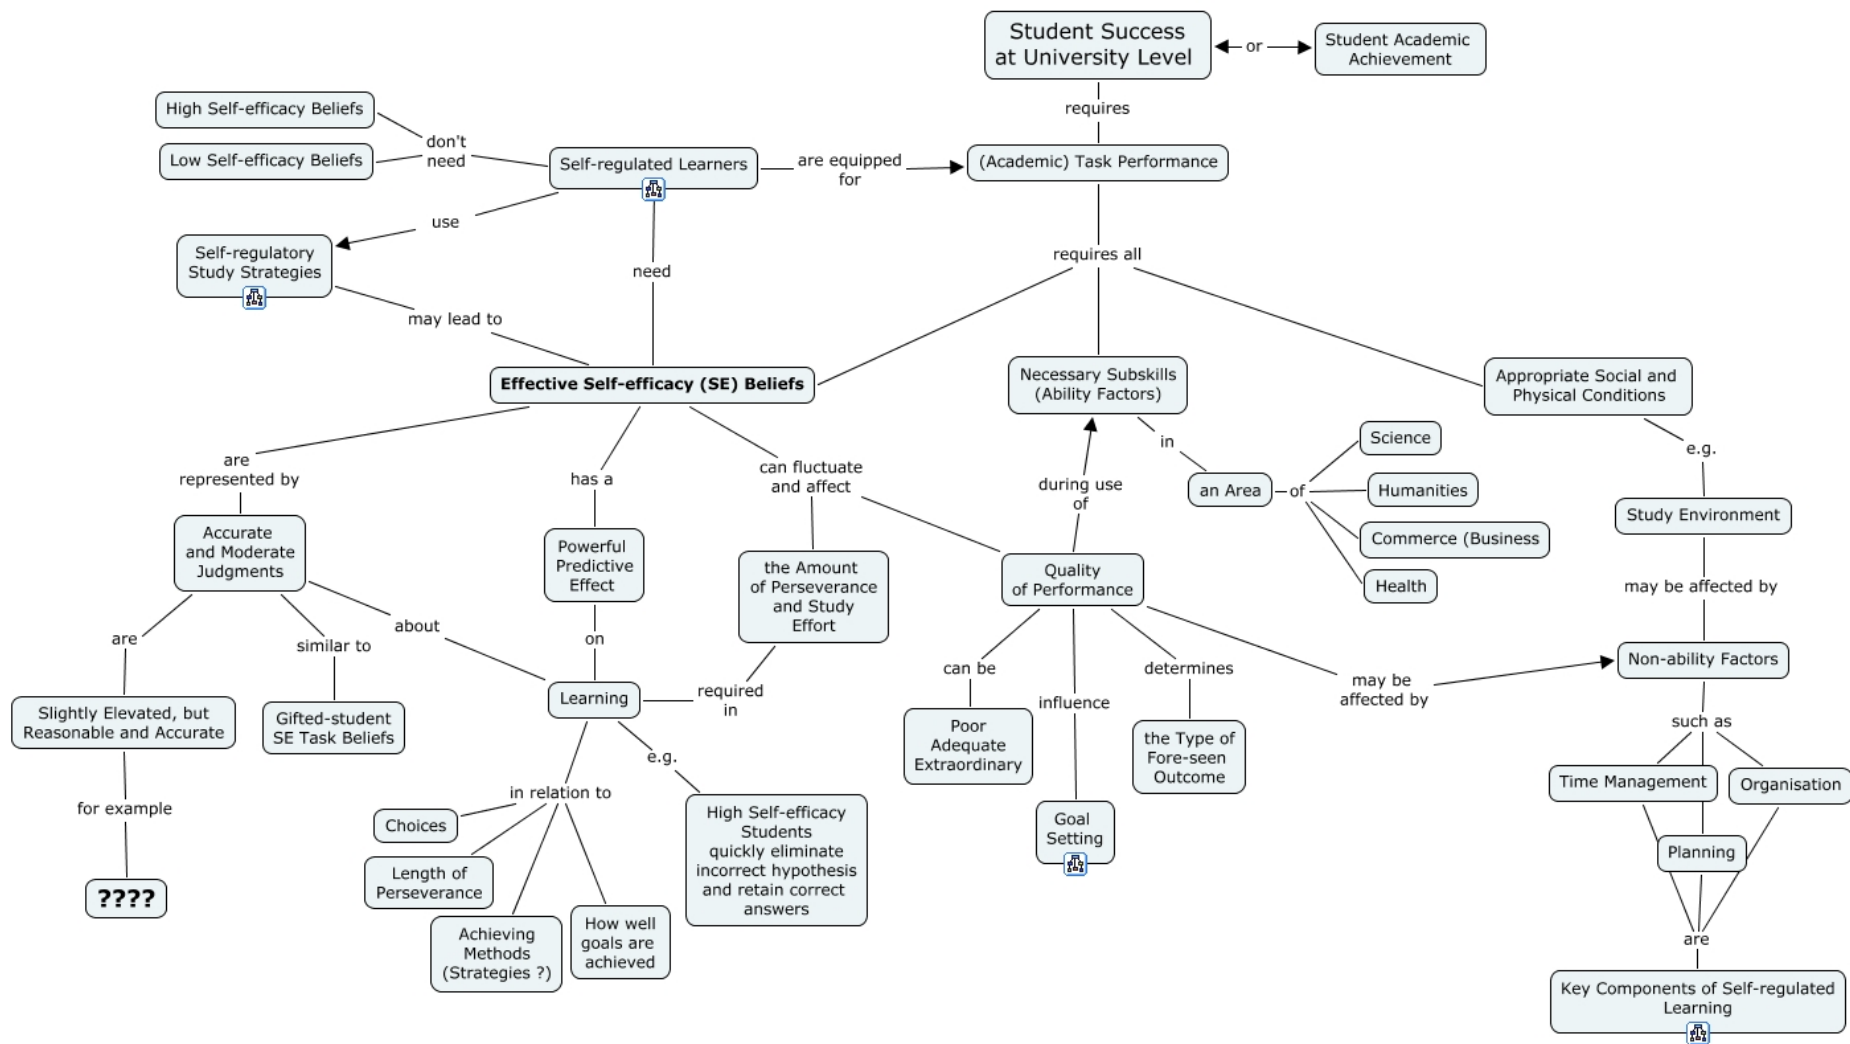 Student Success
at University Level
or
Student Academic
Achievement
requires
High Self-efficacy Beliefs
Low Self-efficacy Beliefs
don't
need
Self-regulated Learners
are equipped
for
(Academic) Task Performance
use
Self-regulatory
Study Strategies
need
requires all
may lead to
Effective Self-efficacy (SE) Beliefs
Necessary Subskills
(Ability Factors)
Appropriate Social and
Physical Conditions
in
an Area
of
Science
Humanities
Commerce (Business
Health
e.g.
Study Environment
may be affected by
Non-ability Factors
are
represented by
has a
can fluctuate
and affect
during use
of
Accurate
and Moderate
Judgments
Powerful
Predictive
Effect
the Amount
of Perseverance
and Study
Effort
Quality
of Performance
are
similar to
about
on
Learning
required
in
can be
influence
determines
may be
affected by
Slightly Elevated, but
Reasonable and Accurate
Gifted-student
SE Task Beliefs
Poor
Adequate
Extraordinary
the Type of
Fore-seen
Outcome
such as
Time Management
Organisation
Planning
for example
????
in relation to
e.g.
Choices
Length of
Perseverance
Achieving
Methods
(Strategies ?)
How well
goals are
achieved
High Self-efficacy
Students
quickly eliminate
incorrect hypothesis
and retain correct
answers
Goal
Setting
are
Key Components of Self-regulated
Learning